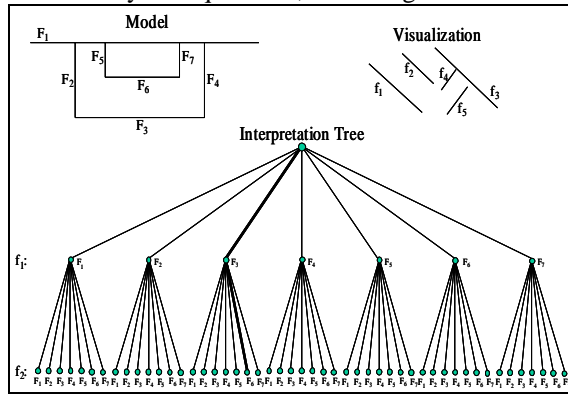 Model
Visualization
F₁
F₅
F₇
F₂
F₄
F₆
F₃
f₂
f₄
f₁
f₃
f₅
Interpretation Tree
f₁: F₁ F₂ F₃ F₄ F₅ F₆ F₇
f₂: F₁ F₂ F₃ F₄ F₅ F₆ F₇ F₁ F₂ F₃ F₄ F₅ F₆ F₇ F₁ F₂ F₃ F₄ F₅ F₆ F₇ F₁ F₂ F₃ F₄ F₅ F₆ F₇ F₁ F₂ F₃ F₄ F₅ F₆ F₇ F₁ F₂ F₃ F₄ F₅ F₆ F₇ F₁ F₂ F₃ F₄ F₅ F₆ F₇